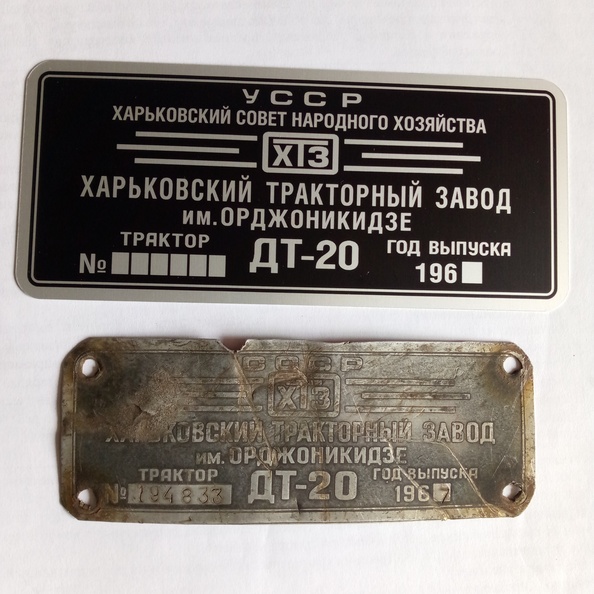 УССР
ХАРЬКОВСКИЙ СОВЕТ НАРОДНОГО ХОЗЯЙСТВА
ХТЗ
ХАРЬКОВСКИЙ ТРАКТОРНЫЙ ЗАВОД
им. ОРДЖОНИКИДЗЕ
ТРАКТОР ДТ-20 ГОД ВЫПУСКА
№ 196
СССР
ХТЗ
ХАРЬКОВСКИЙ ТРАКТОРНЫЙ ЗАВОД
им. ОРДЖОНИКИДЗЕ
ТРАКТОР ДТ-20 ГОД ВЫПУСКА
№ 194833 1967